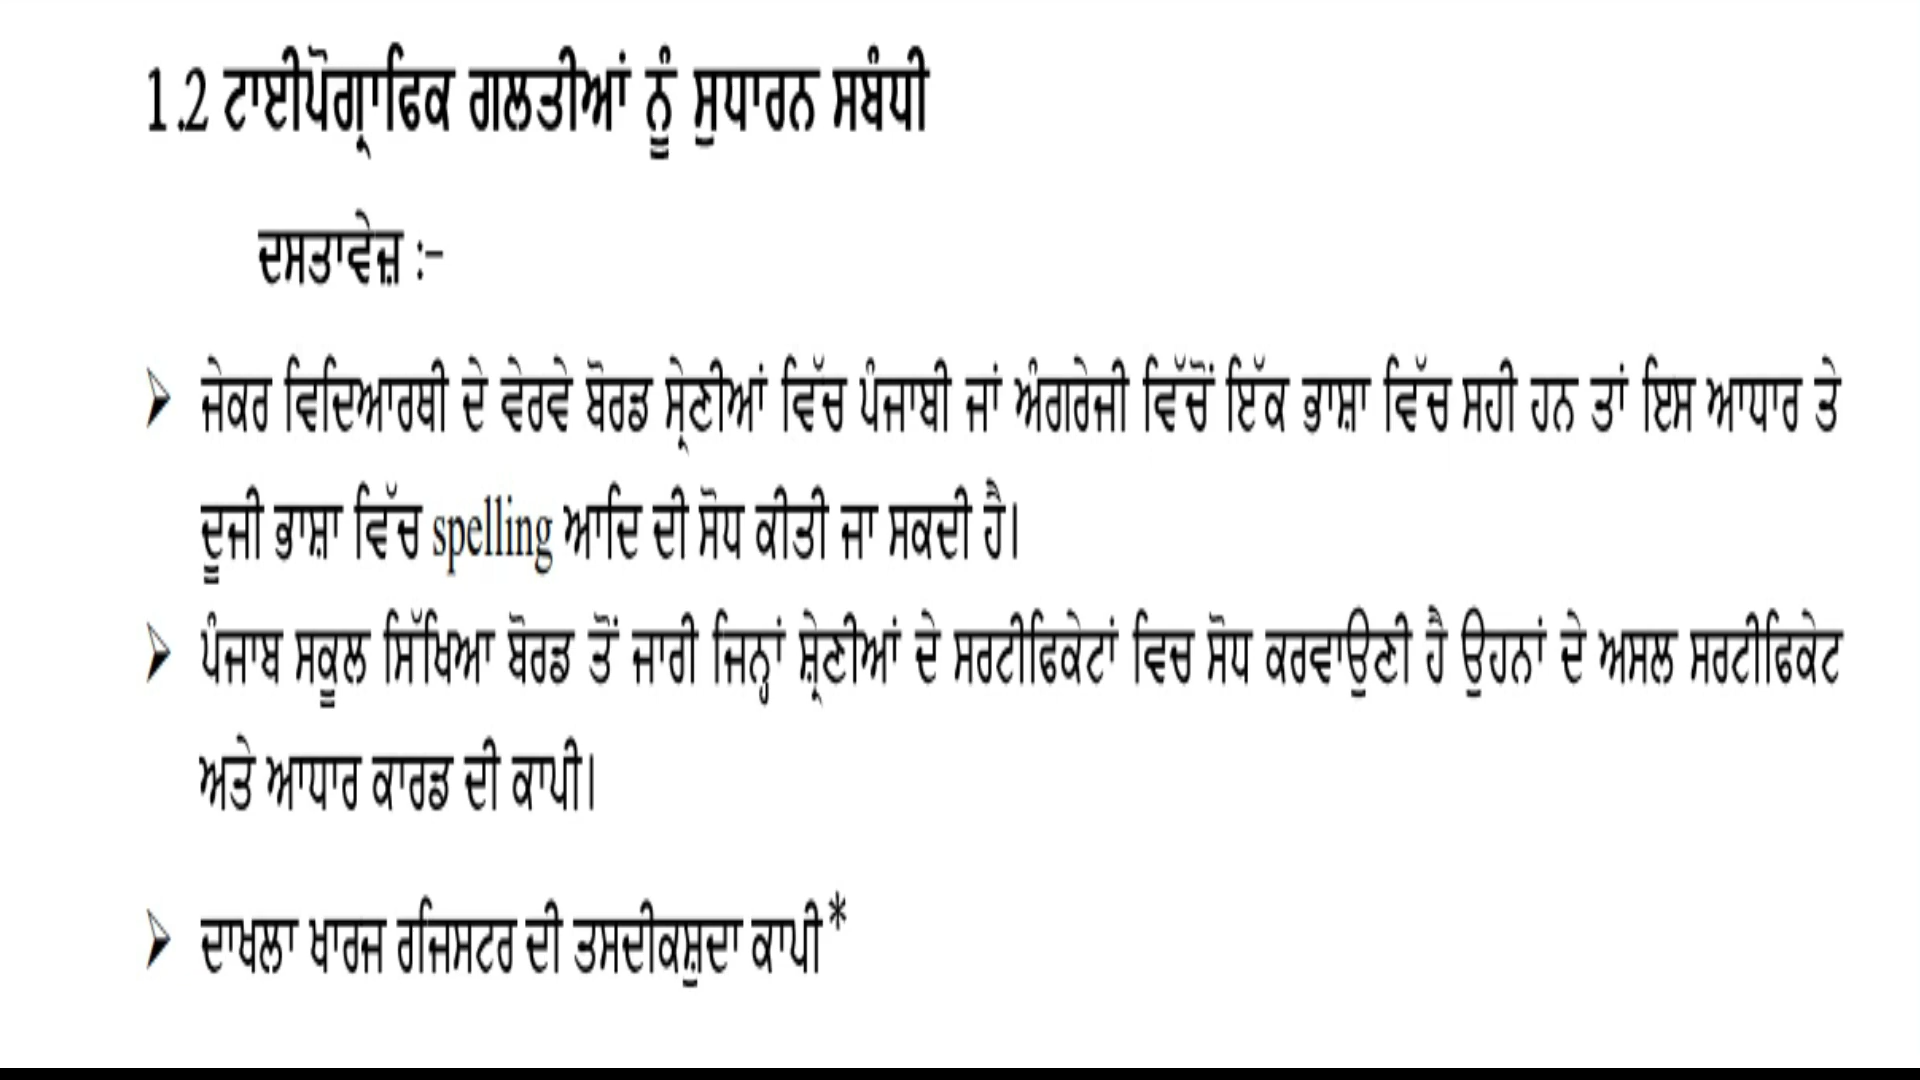 1.2 ਟਾਈਪੋਗ੍ਰਾਫਿਕ ਗਲਤੀਆਂ ਨੂੰ ਸੁਧਾਰਨ ਸਬੰਧੀ
ਦਸਤਾਵੇਜ਼ :-
➢ ਜੇਕਰ ਵਿਦਿਆਰਥੀ ਦੇ ਵੇਰਵੇ ਬੋਰਡ ਸ੍ਰੇਣੀਆਂ ਵਿੱਚ ਪੰਜਾਬੀ ਜਾਂ ਅੰਗਰੇਜੀ ਵਿੱਚੋਂ ਇੱਕ ਭਾਸ਼ਾ ਵਿੱਚ ਸਹੀ ਹਨ ਤਾਂ ਇਸ ਆਧਾਰ ਤੇ
ਦੂਜੀ ਭਾਸ਼ਾ ਵਿੱਚ spelling ਆਦਿ ਦੀ ਸੋਧ ਕੀਤੀ ਜਾ ਸਕਦੀ ਹੈ।
➢ ਪੰਜਾਬ ਸਕੂਲ ਸਿੱਖਿਆ ਬੋਰਡ ਤੋਂ ਜਾਰੀ ਜਿਨ੍ਹਾਂ ਸ਼੍ਰੇਣੀਆਂ ਦੇ ਸਰਟੀਫਿਕੇਟਾਂ ਵਿਚ ਸੋਧ ਕਰਵਾਉਣੀ ਹੈ ਉਹਨਾਂ ਦੇ ਅਸਲ ਸਰਟੀਫਿਕੇਟ
ਅਤੇ ਆਧਾਰ ਕਾਰਡ ਦੀ ਕਾਪੀ।
➢ ਦਾਖਲਾ ਖਾਰਜ ਰਜਿਸਟਰ ਦੀ ਤਸਦੀਕਸ਼ੁਦਾ ਕਾਪੀ*